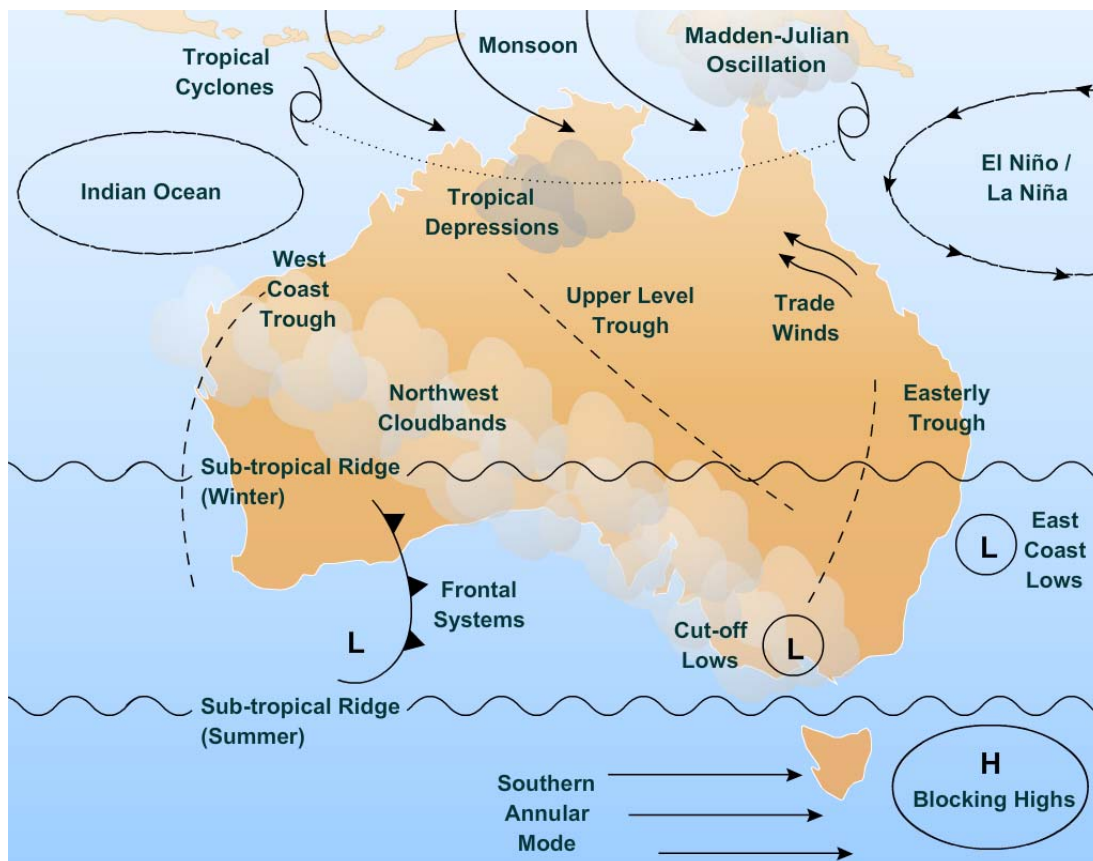 Tropical
Cyclones
Monsoon
Madden-Julian
Oscillation
Indian Ocean
El Niño /
La Niña
Tropical
Depressions
West
Coast
Trough
Upper Level
Trough
Trade
Winds
Northwest
Cloudbands
Easterly
Trough
Sub-tropical Ridge
(Winter)
L
East
Coast
Lows
Frontal
Systems
L
Cut-off
Lows
L
Sub-tropical Ridge
(Summer)
Southern
Annular
Mode
H
Blocking Highs